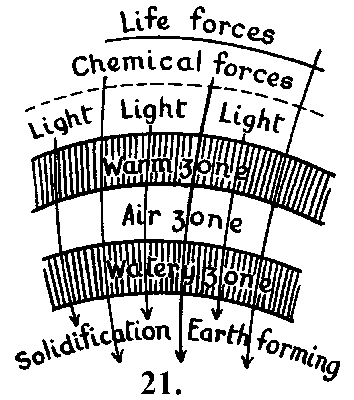 Life forces
Chemical forces
Light Light Light
Warm zone
Air zone
Watery zone
Solidification Earth forming
21.